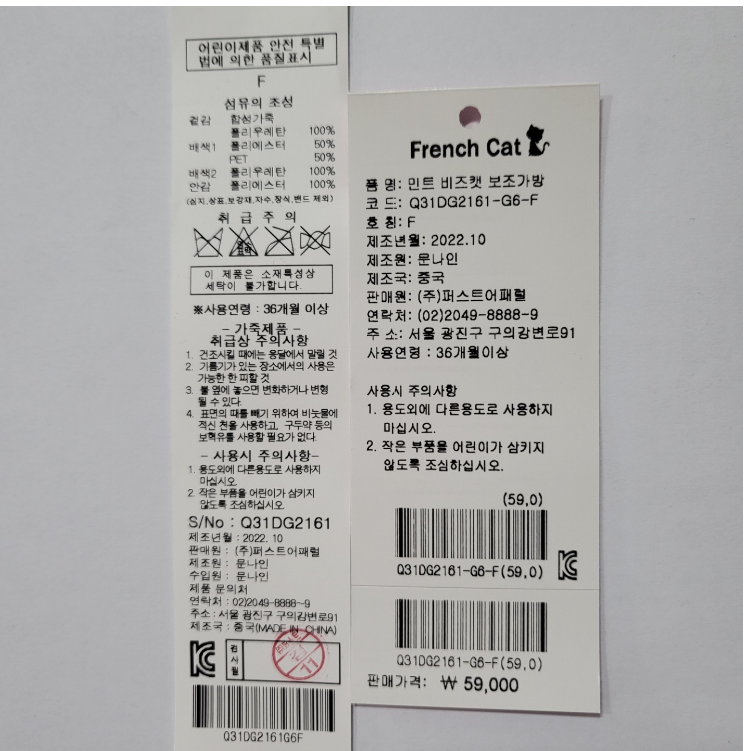 어린이제품 안전 특별
법에 의한 품질표시
F
섬유의 조성
겉감 합성가죽
폴리우레탄 100%
배색1 폴리에스터 50%
PET 50%
배색2 폴리우레탄 100%
안감 폴리에스터 100%
(심지,상표,보강재,자수,장식,밴드 제외)
취 급 주 의
염소
표백
이 제품은 소재특성상
세탁이 불가합니다.
※사용연령 : 36개월 이상
- 가죽제품 -
취급상 주의사항
1. 건조시킬 때에는 응달에서 말릴 것
2. 기름기가 있는 장소에서의 사용은
가능한 한 피할 것
3. 불 옆에 놓으면 변화하거나 변형
될 수 있다.
4. 표면의 때를 빼기 위하여 비눗물에
적신 천을 사용하고, 구두약 등의
보혁유를 사용할 필요가 없다.
- 사용시 주의사항-
1. 용도외에 다른용도로 사용하지
마십시오.
2. 작은 부품을 어린이가 삼키지
않도록 조심하십시오.
S/No : Q31DG2161
제조년월 : 2022. 10
판매원 : (주)퍼스트어패럴
제조원 : 문나인
수입원 : 문나인
제품 문의처
연락처 : 02)2049-8888~9
주소 : 서울 광진구 구의강변로91
제조국 : 중국(MADE IN CHINA)
검사필
11
Q31DG2161G6F
French Cat
품 명: 민트 비즈캣 보조가방
코 드: Q31DG2161-G6-F
호 칭: F
제조년월: 2022.10
제조원: 문나인
제조국: 중국
판매원: (주)퍼스트어패럴
연락처: (02)2049-8888-9
주 소: 서울 광진구 구의강변로91
사용연령 : 36개월이상
사용시 주의사항
1. 용도외에 다른용도로 사용하지
마십시오.
2. 작은 부품을 어린이가 삼키지
않도록 조심하십시오.
(59,0)
Q31DG2161-G6-F(59,0)
Q31DG2161-G6-F(59,0)
판매가격: ₩ 59,000